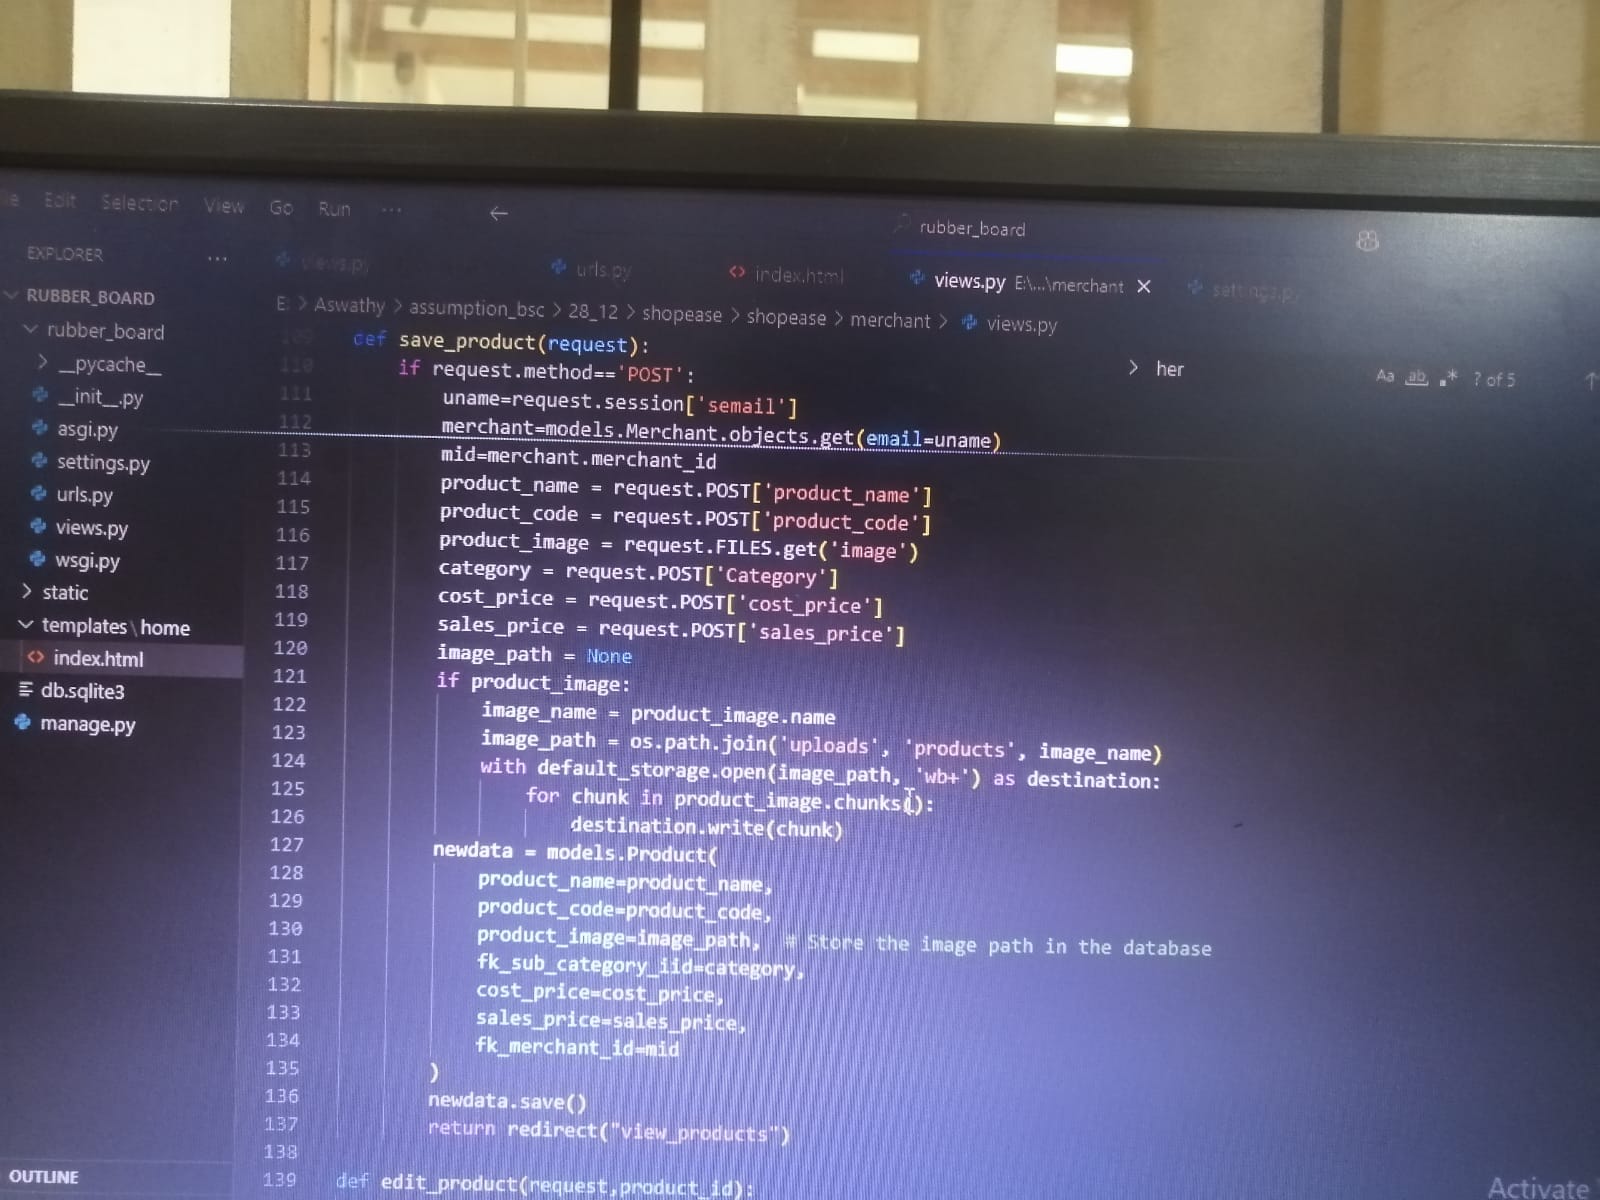 Edit Selection View Go Run ...
rubber_board
EXPLORER ...
views.py
urls.py
index.html
views.py E:\...\merchant
settings.py
E: > Aswathy > assumption_bsc > 28_12 > shopease > shopease > merchant > views.py
her
Aa ab .* ? of 5
RUBBER_BOARD
rubber_board
__pycache__
__init__.py
asgi.py
settings.py
urls.py
views.py
wsgi.py
static
templates\home
index.html
db.sqlite3
manage.py
OUTLINE
109 def save_product(request):
110 if request.method=='POST':
111 uname=request.session['semail']
112 merchant=models.Merchant.objects.get(email=uname)
113 mid=merchant.merchant_id
114 product_name = request.POST['product_name']
115 product_code = request.POST['product_code']
116 product_image = request.FILES.get('image')
117 category = request.POST['Category']
118 cost_price = request.POST['cost_price']
119 sales_price = request.POST['sales_price']
120 image_path = None
121 if product_image:
122 image_name = product_image.name
123 image_path = os.path.join('uploads', 'products', image_name)
124 with default_storage.open(image_path, 'wb+') as destination:
125 for chunk in product_image.chunks():
126 destination.write(chunk)
127 newdata = models.Product(
128 product_name=product_name,
129 product_code=product_code,
130 product_image=image_path, # Store the image path in the database
131 fk_sub_category_iid=category,
132 cost_price=cost_price,
133 sales_price=sales_price,
134 fk_merchant_id=mid
135 )
136 newdata.save()
137 return redirect("view_products")
138
139 def edit_product(request,product_id):
Activate